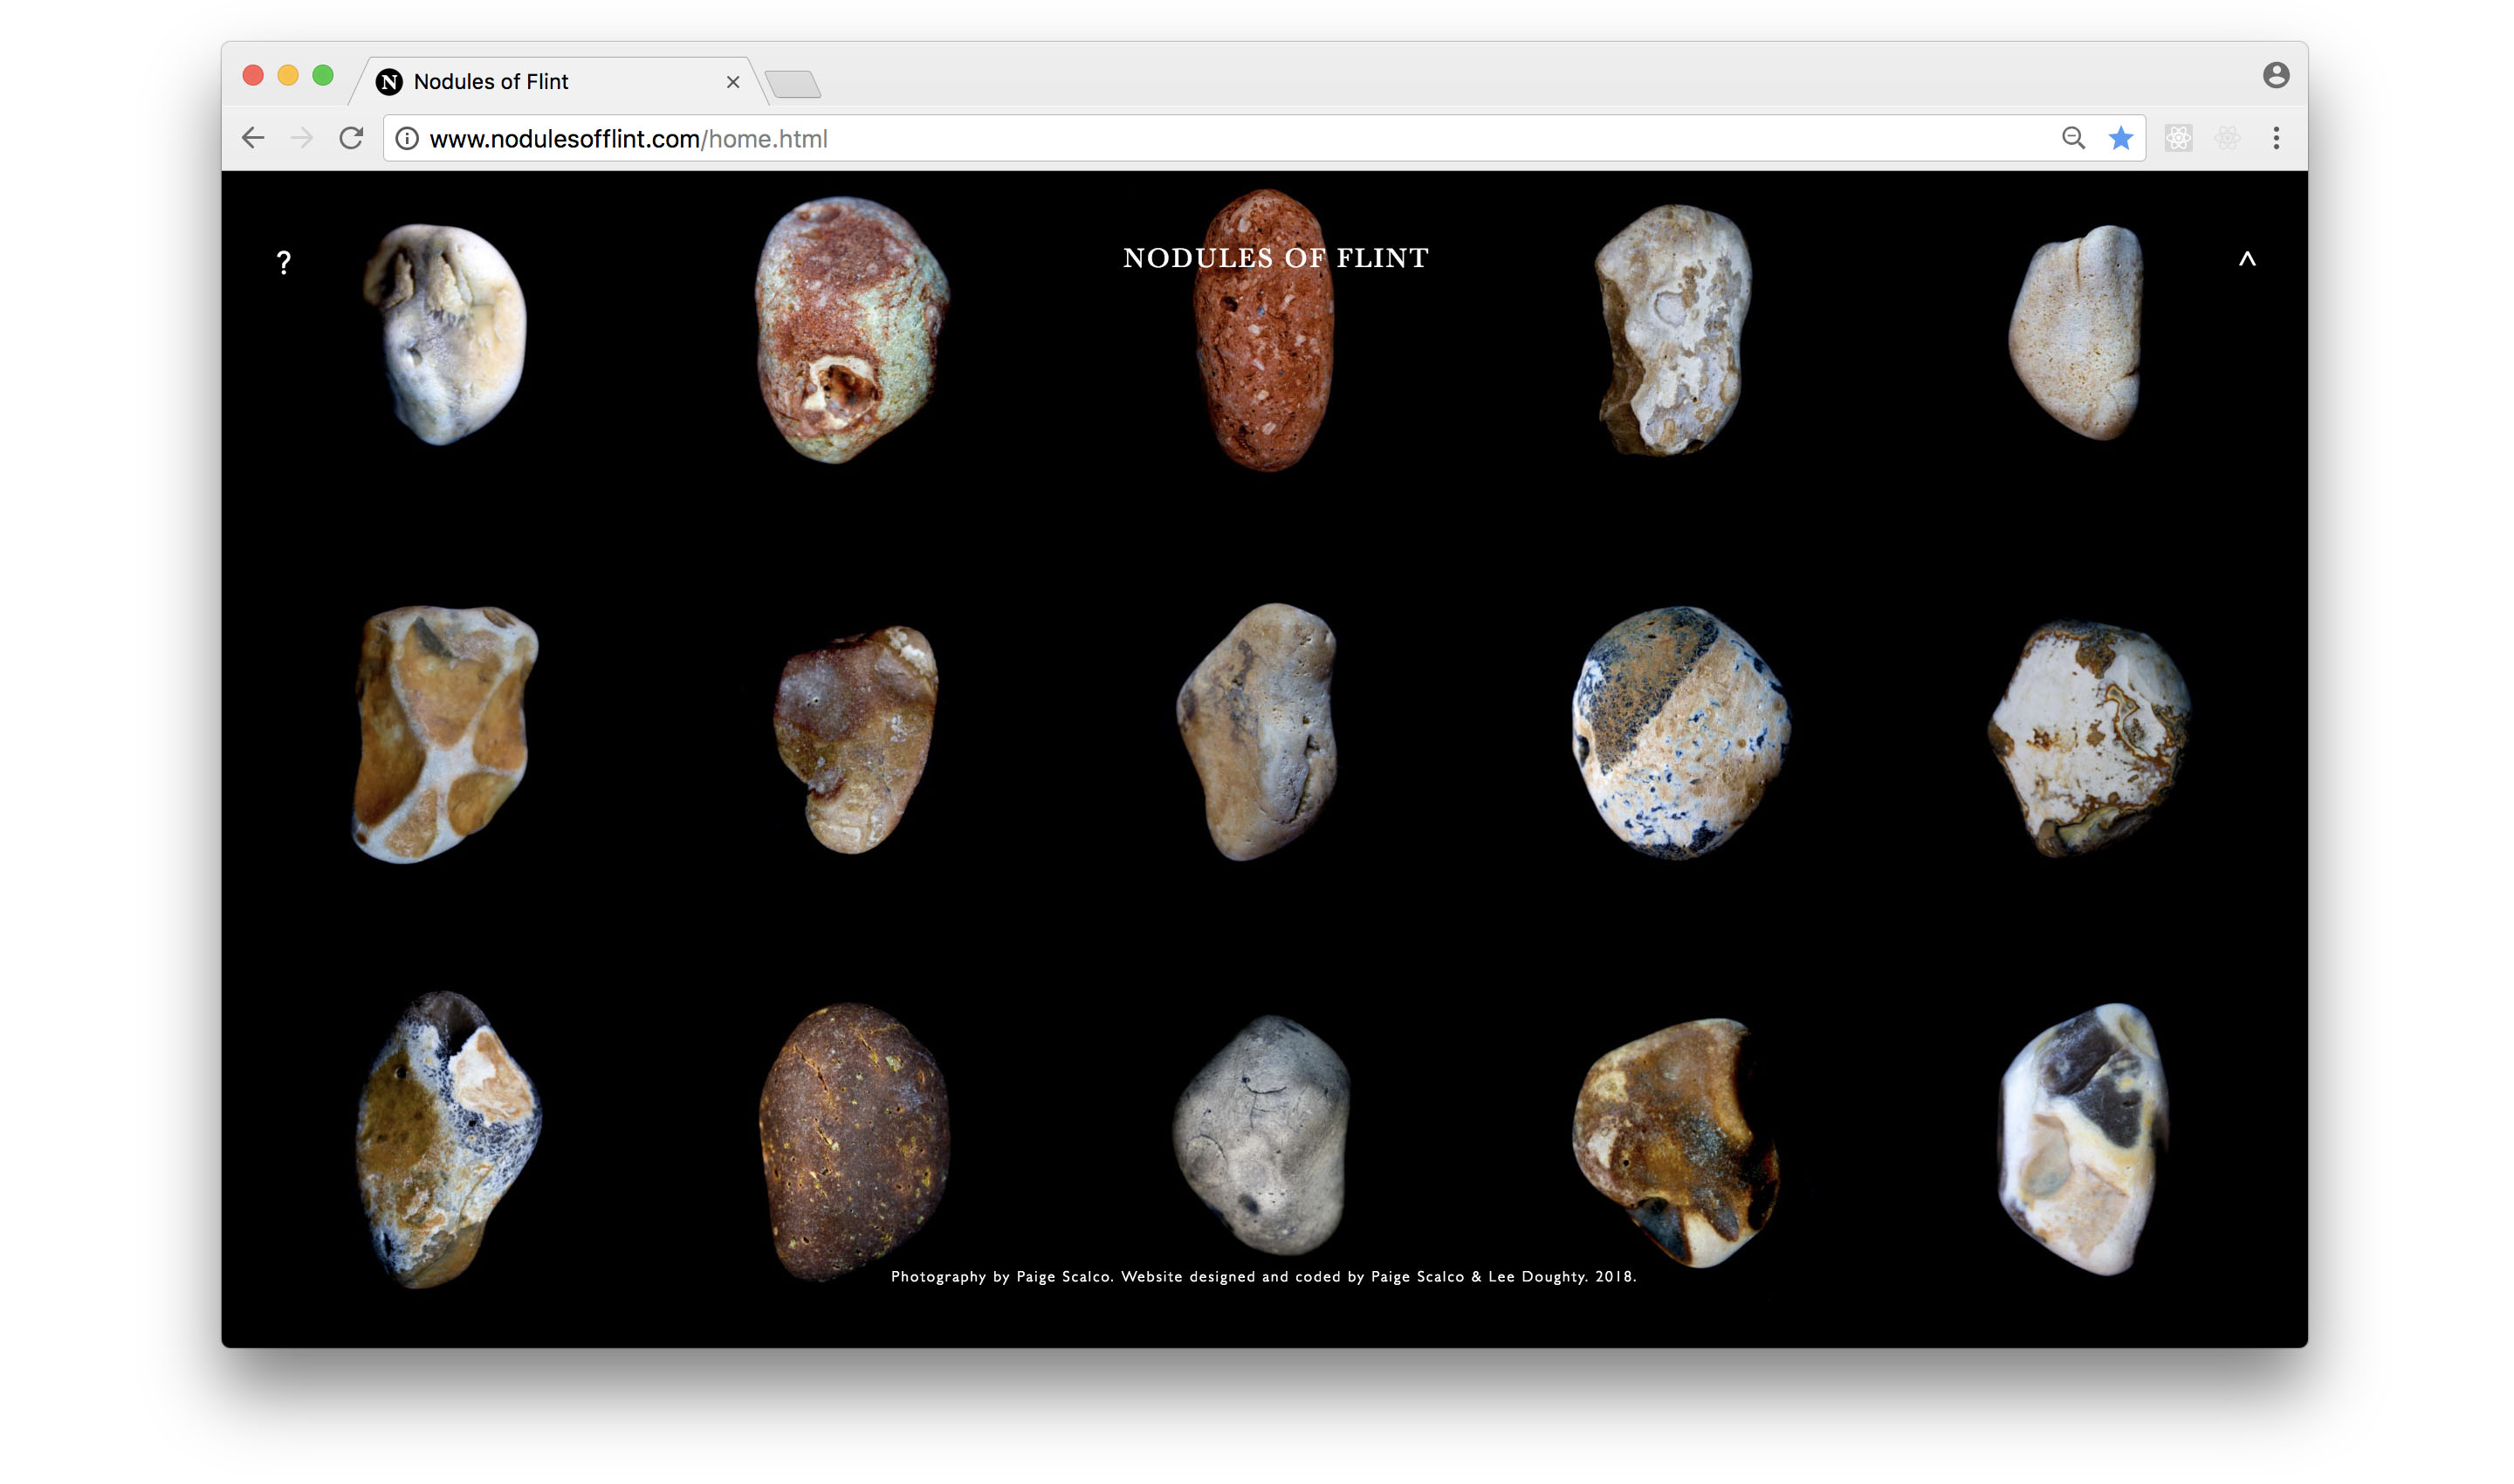 N Nodules of Flint
www.nodulesofflint.com/home.html
? NODULES OF FLINT ^
Photography by Paige Scalco. Website designed and coded by Paige Scalco & Lee Doughty. 2018.